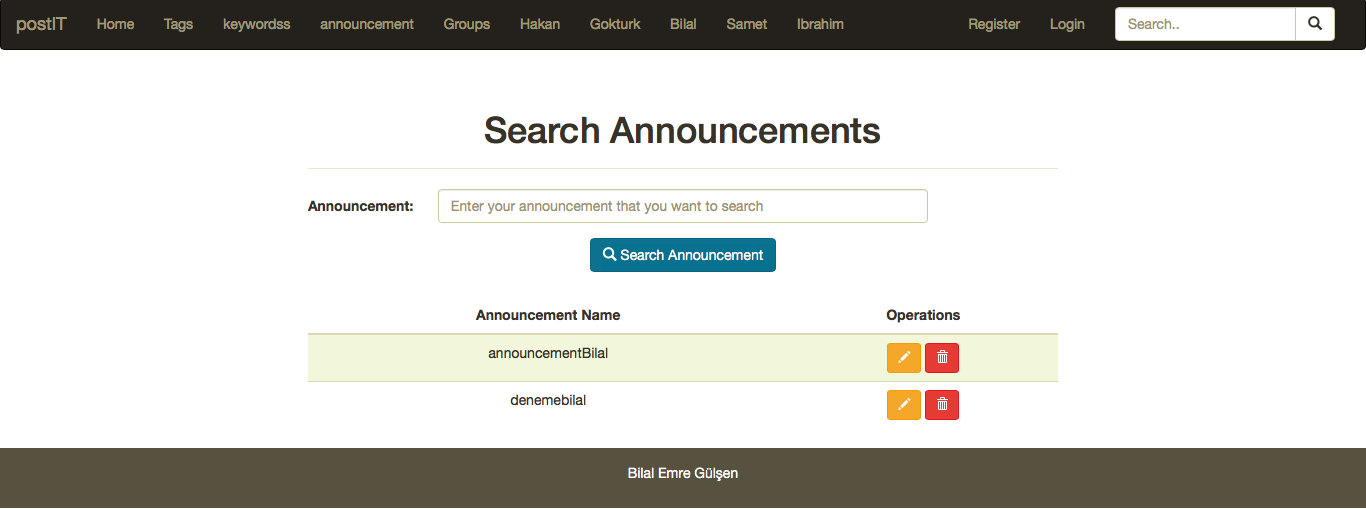 postIT Home Tags keywordss announcement Groups Hakan Gokturk Bilal Samet Ibrahim Register Login Search..
Search Announcements
Announcement: Enter your announcement that you want to search
Search Announcement
Announcement Name Operations
announcementBilal
denemebilal
Bilal Emre Gülşen